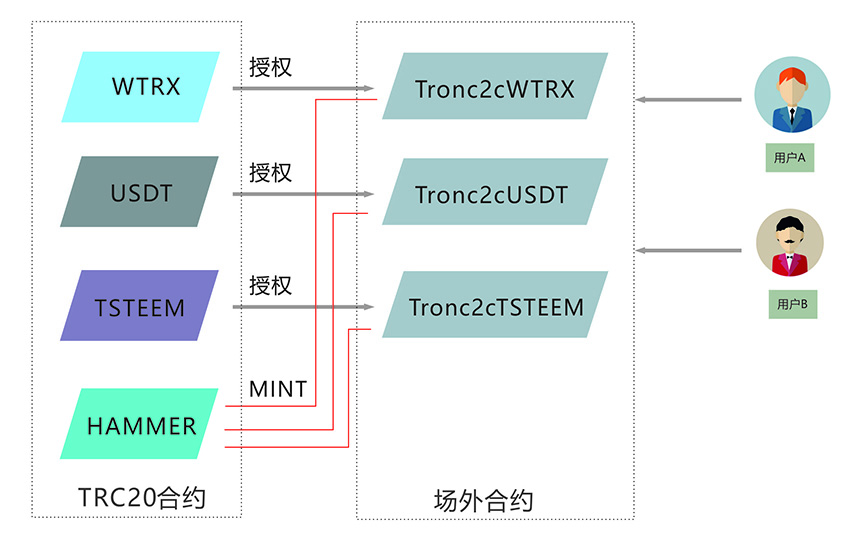 WTRX
授权
Tronc2cWTRX
用户A
USDT
授权
Tronc2cUSDT
TSTEEM
授权
Tronc2cTSTEEM
用户B
HAMMER
MINT
TRC20合约
场外合约